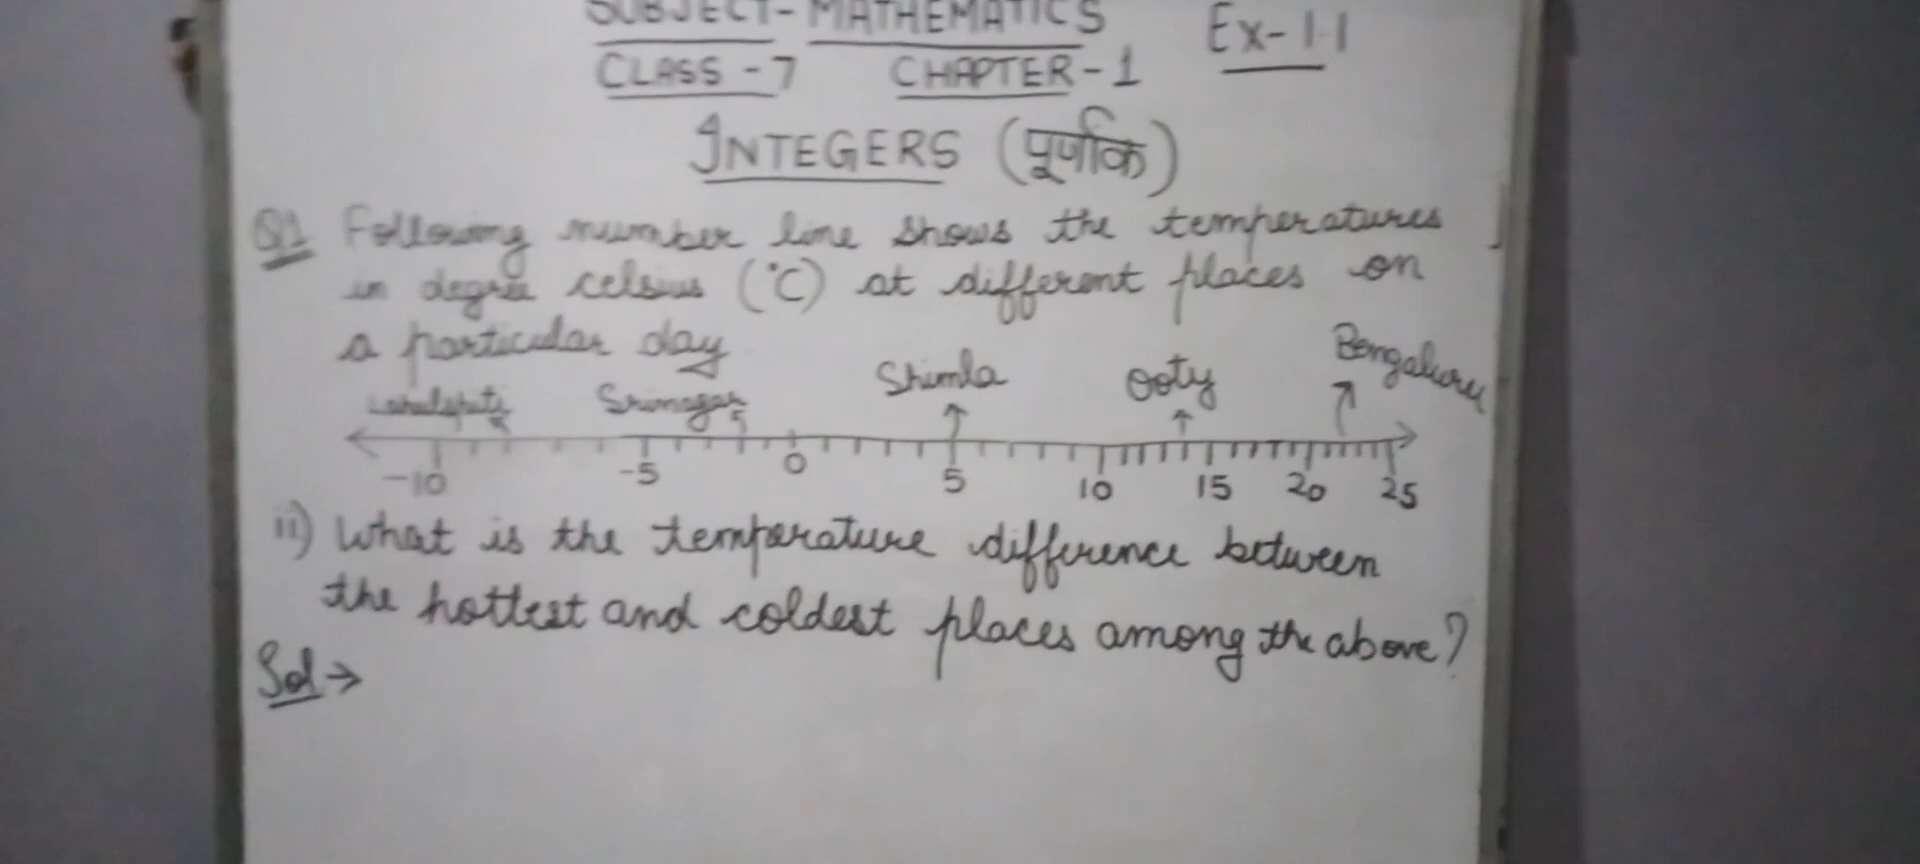 SUBJECT- MATHEMATICS Ex-1.1
CLASS -7 CHAPTER-1
INTEGERS (पूर्णांक)
Q1 Following number line shows the temperatures
in degree celsius (°C) at different places on
a particular day
Lahulspiti Srinagar Shimla Ooty Bengaluru
-10 -5 0 5 10 15 20 25
ii) What is the temperature difference between
the hottest and coldest places among the above?
Sol→